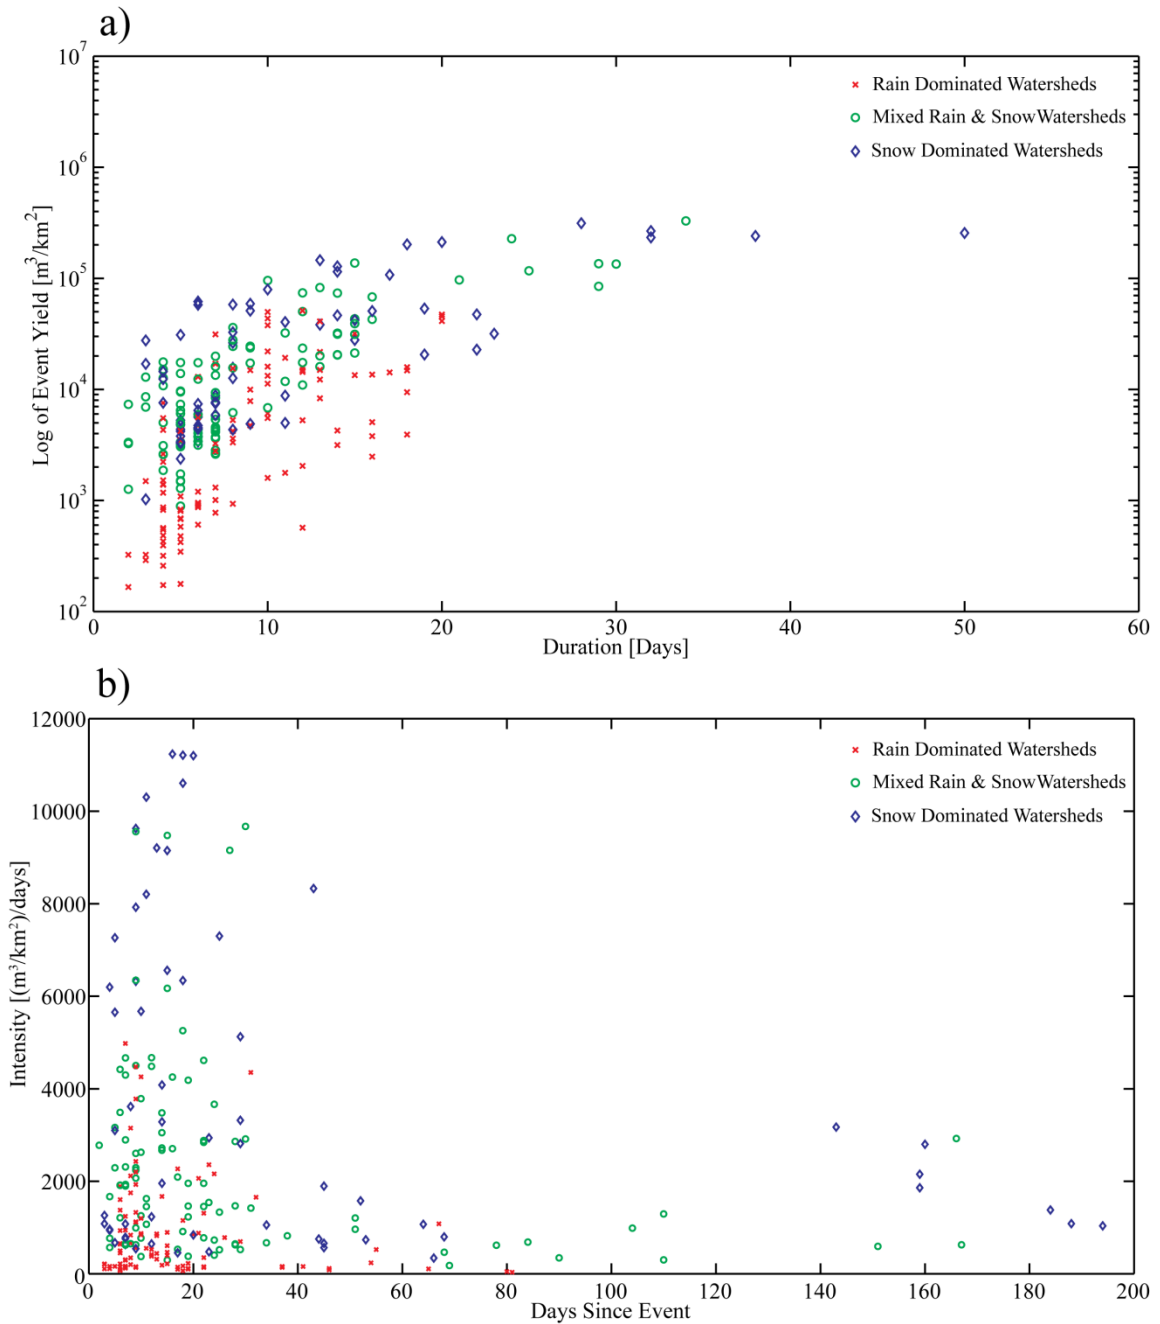 a)
10^7
10^6
10^5
10^4
10^3
10^2
Log of Event Yield [m^3/km^2]
Rain Dominated Watersheds
Mixed Rain & SnowWatersheds
Snow Dominated Watersheds
0 10 20 30 40 50 60
Duration [Days]
b)
12000
10000
8000
6000
4000
2000
0
Intensity [(m^3/km^2)/days]
Rain Dominated Watersheds
Mixed Rain & SnowWatersheds
Snow Dominated Watersheds
0 20 40 60 80 100 120 140 160 180 200
Days Since Event